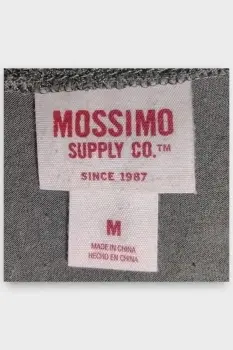 MOSSIMO
SUPPLY CO.™
SINCE 1987
M
MADE IN CHINA
HECHO EN CHINA